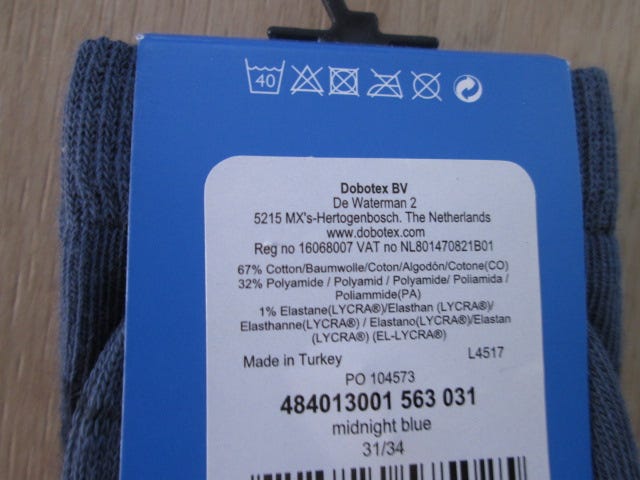 40
Dobotex BV
De Waterman 2
5215 MX's-Hertogenbosch. The Netherlands
www.dobotex.com
Reg no 16068007 VAT no NL801470821B01
67% Cotton/Baumwolle/Coton/Algodón/Cotone(CO)
32% Polyamide / Polyamid / Polyamide/ Poliamida /
Poliammide(PA)
1% Elastane(LYCRA®)/Elasthan (LYCRA®)/
Elasthanne(LYCRA®) / Elastano(LYCRA®)/Elastan
(LYCRA®) (EL-LYCRA®)
Made in Turkey L4517
PO 104573
484013001 563 031
midnight blue
31/34